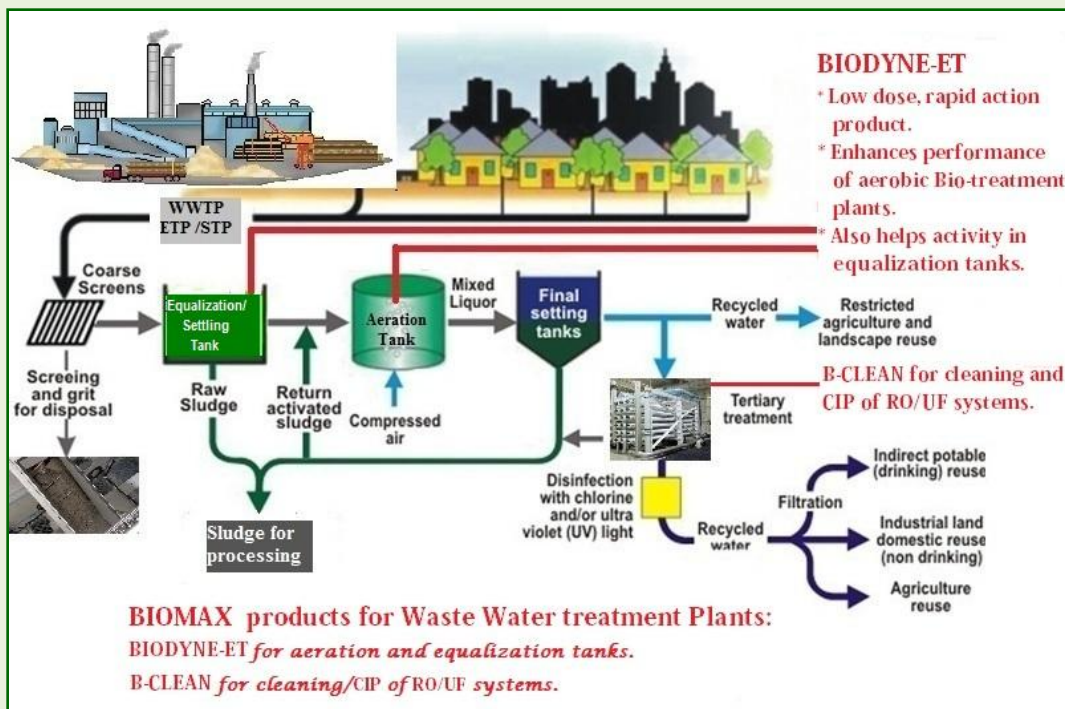 BIODYNE-ET
* Low dose, rapid action
product.
* Enhances performance
of aerobic Bio-treatment
plants.
* Also helps activity in
equalization tanks.
WWTP
ETP /STP
Coarse
Screens
Equalization/
Settling
Tank
Aeration
Tank
Mixed
Liquor
Final
setting
tanks
Recycled
water
Restricted
agriculture and
landscape reuse
Screeing
and grit
for disposal
Raw
Sludge
Return
activated
sludge
Compressed
air
Tertiary
treatment
B-CLEAN for cleaning and
CIP of RO/UF systems.
Sludge for
processing
Disinfection
with chlorine
and/or ultra
violet (UV) light
Recycled
water
Filtration
Indirect potable
(drinking) reuse
Industrial land
domestic reuse
(non drinking)
Agriculture
reuse
BIOMAX products for Waste Water treatment Plants:
BIODYNE-ET for aeration and equalization tanks.
B-CLEAN for cleaning/CIP of RO/UF systems.